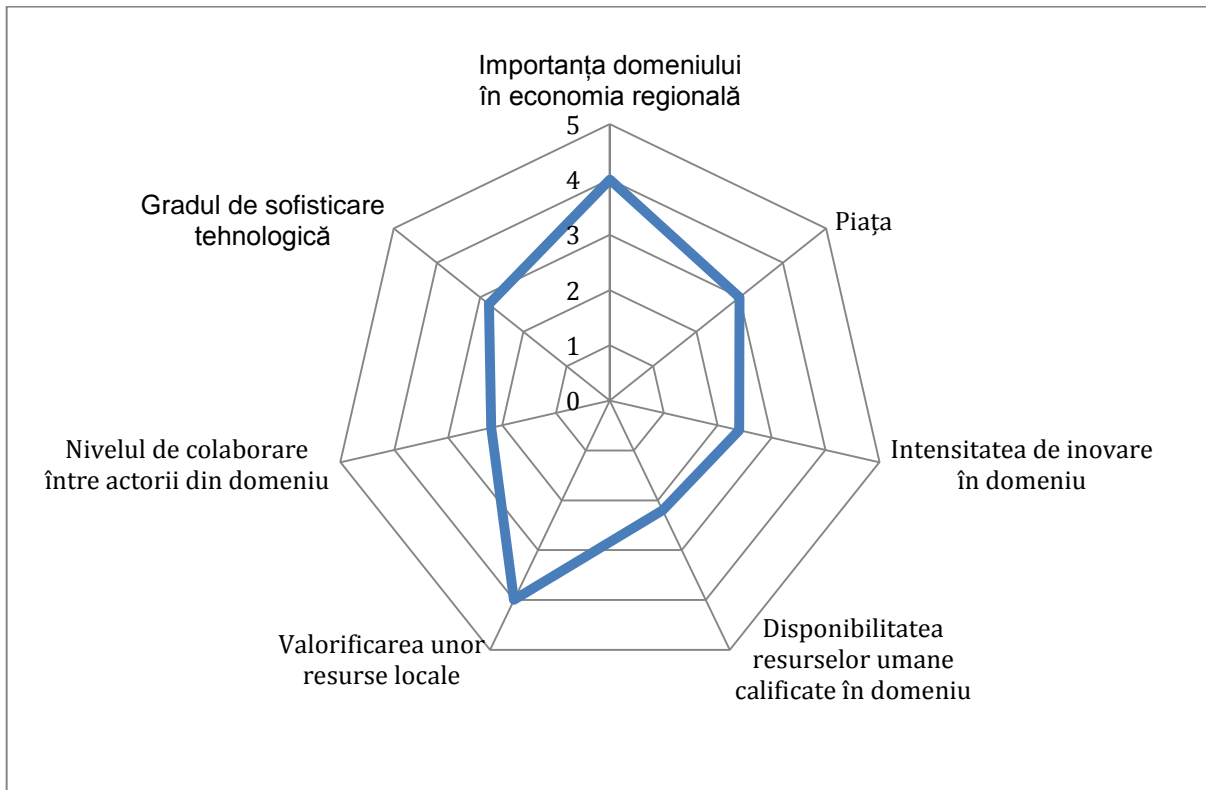 Importanța domeniului
în economia regională
5
4
3
2
1
0
Piața
Intensitatea de inovare
în domeniu
Disponibilitatea
resurselor umane
calificate în domeniu
Valorificarea unor
resurse locale
Nivelul de colaborare
între actorii din domeniu
Gradul de sofisticare
tehnologică